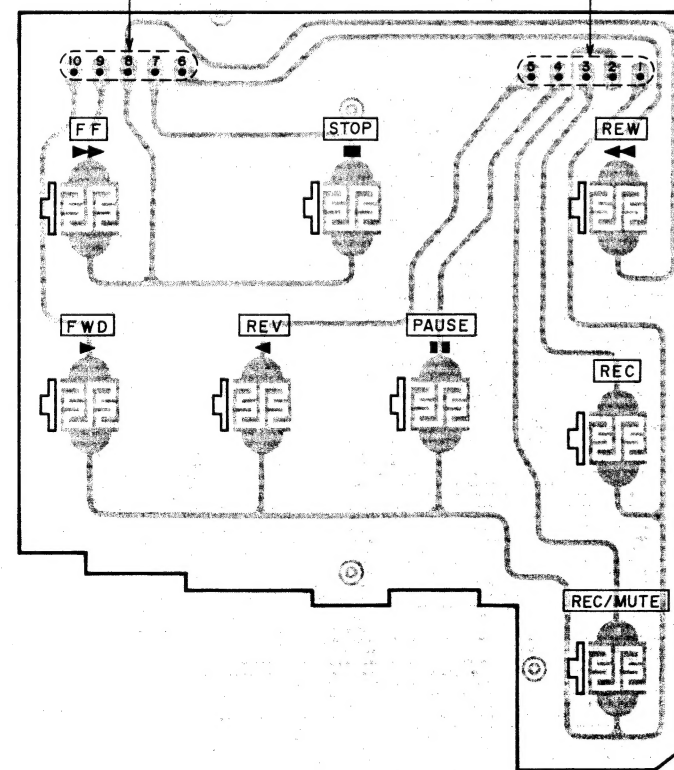 10 9 8 7 6
5 4 3 2 1
FF
STOP
REW
FWD
REV
PAUSE
REC
REC/MUTE